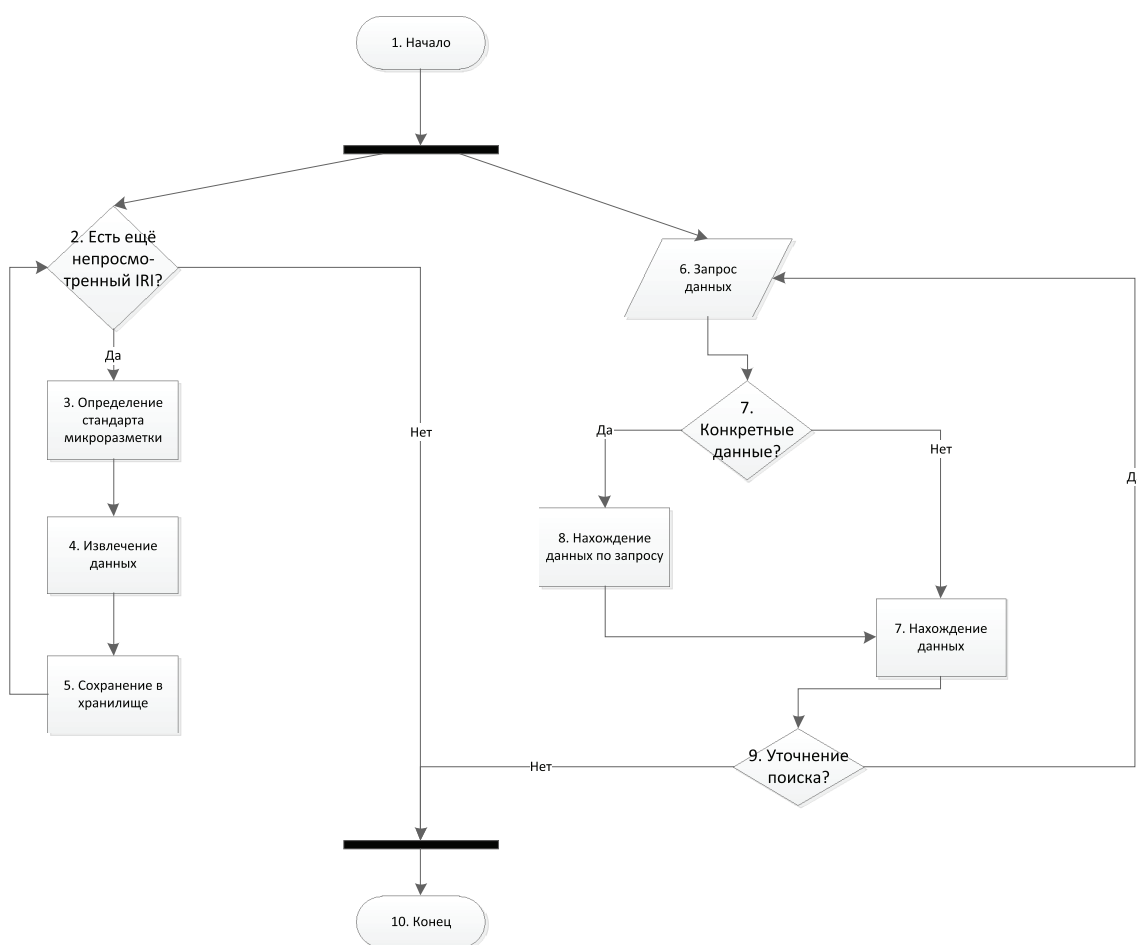 1. Начало
2. Есть ещё
непросмо-
тренный IRI?
Да
3. Определение
стандарта
микроразметки
4. Извлечение
данных
5. Сохранение в
хранилище
Нет
6. Запрос
данных
7.
Конкретные
данные?
Да
Нет
8. Нахождение
данных по запросу
7. Нахождение
данных
9. Уточнение
поиска?
Нет
Д
10. Конец